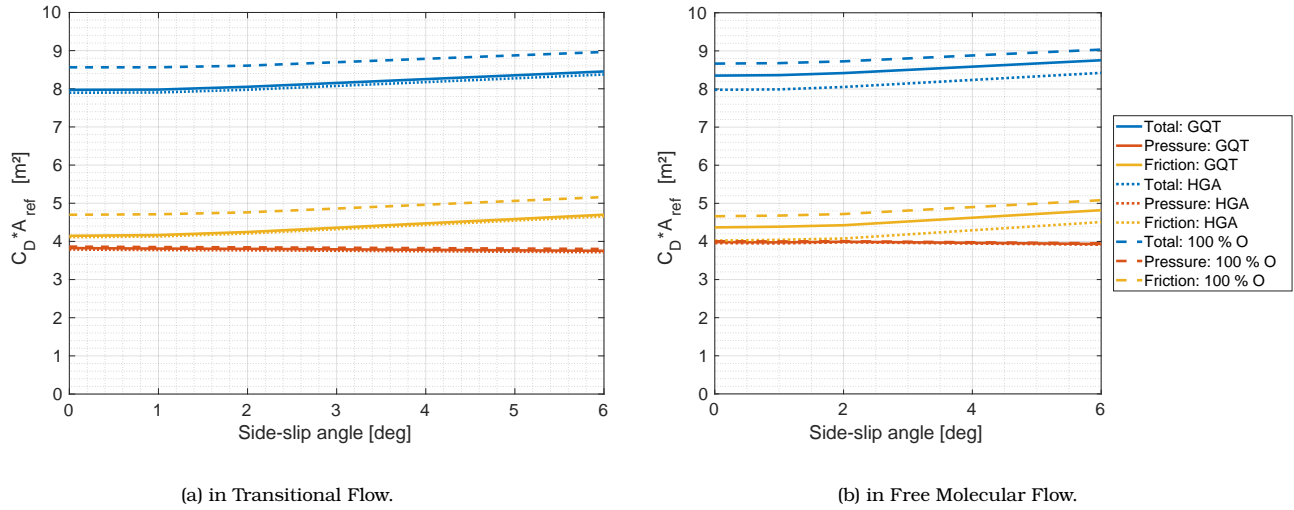 10
9
8
7
6
5
4
3
2
1
0
C_D*A_ref [m²]
0 1 2 3 4 5 6
Side-slip angle [deg]
(a) in Transitional Flow.
10
9
8
7
6
5
4
3
2
1
0
C_D*A_ref [m²]
0 2 4 6
Side-slip angle [deg]
(b) in Free Molecular Flow.
Total: GQT
Pressure: GQT
Friction: GQT
Total: HGA
Pressure: HGA
Friction: HGA
Total: 100 % O
Pressure: 100 % O
Friction: 100 % O